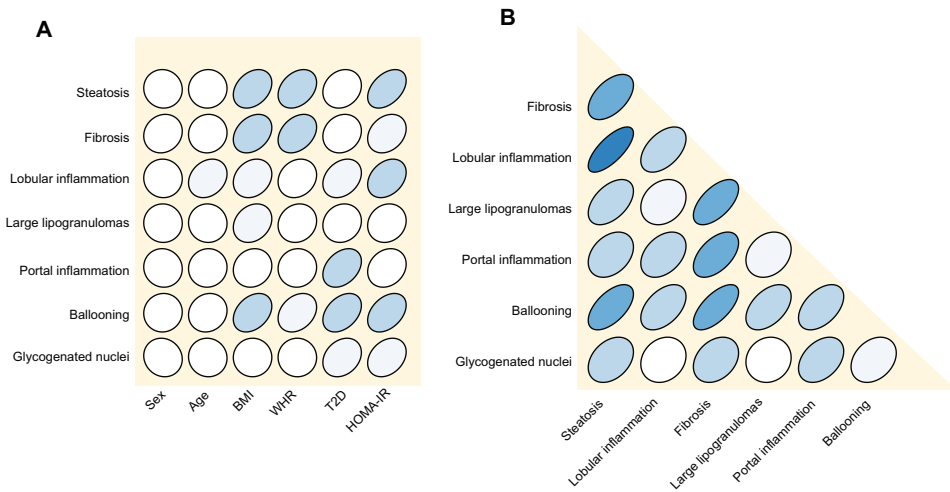 A
Steatosis
Fibrosis
Lobular inflammation
Large lipogranulomas
Portal inflammation
Ballooning
Glycogenated nuclei
Sex
Age
BMI
WHR
T2D
HOMA-IR
B
Fibrosis
Lobular inflammation
Large lipogranulomas
Portal inflammation
Ballooning
Glycogenated nuclei
Steatosis
Lobular inflammation
Fibrosis
Large lipogranulomas
Portal inflammation
Ballooning